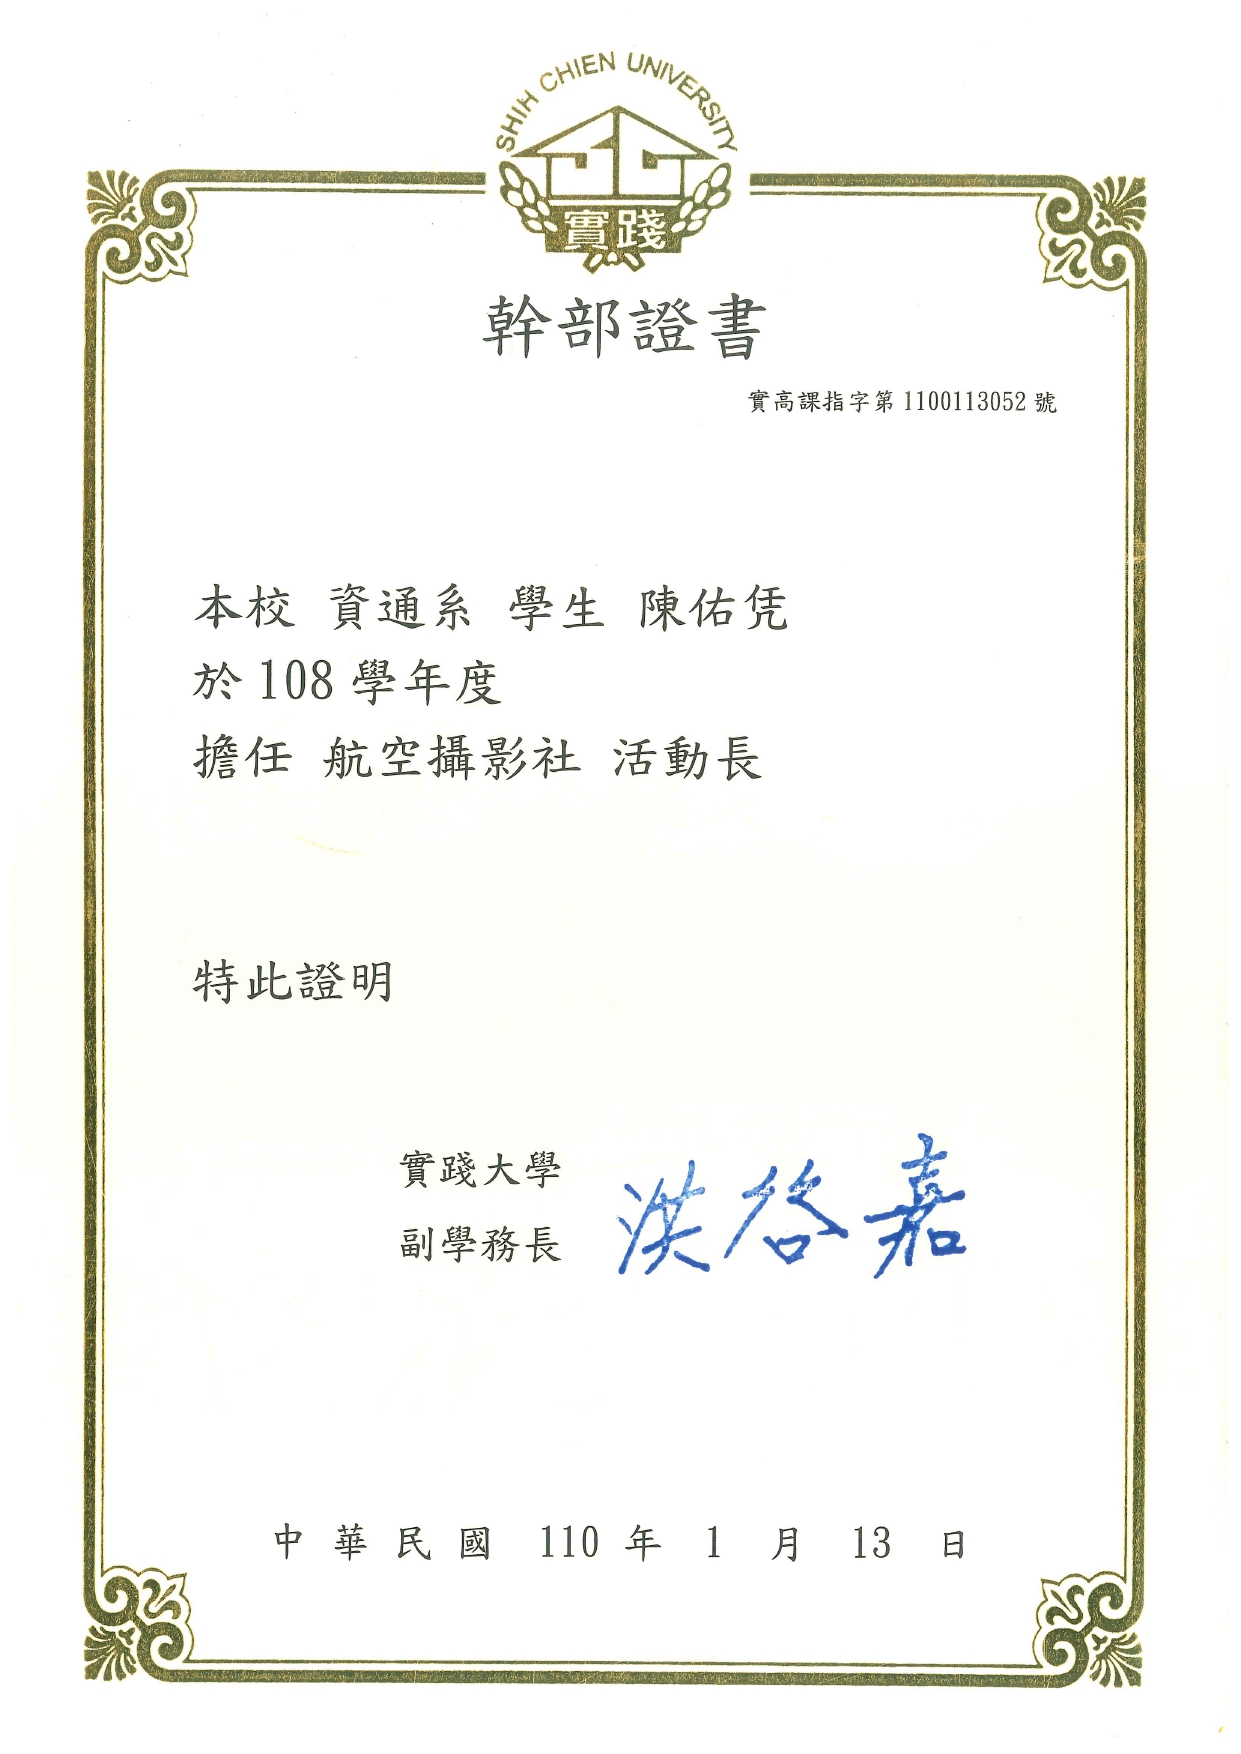 SHIH CHIEN UNIVERSITY
實踐
幹部證書
實高課指字第 1100113052 號
本校 資通系 學生 陳佑凭
於 108 學年度
擔任 航空攝影社 活動長
特此證明
實踐大學
副學務長 洪啓嘉
中華民國 110 年 1 月 13 日